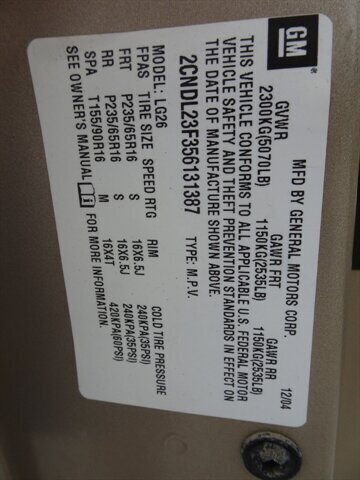 GM ®
MFD BY GENERAL MOTORS CORP. 12/04
GVWR GAWR FRT GAWR RR
2300KG(5070LB) 1150KG(2535LB) 1150KG(2535LB)
THIS VEHICLE CONFORMS TO ALL APPLICABLE U.S. FEDERAL MOTOR
VEHICLE SAFETY AND THEFT PREVENTION STANDARDS IN EFFECT ON
THE DATE OF MANUFACTURE SHOWN ABOVE.
2CNDL23F356131387 TYPE: M.P.V.
MODEL: LG26
FPAS TIRE SIZE SPEED RTG RIM COLD TIRE PRESSURE
FRT P235/65R16 S 16X6.5J 240KPA(35PSI)
RR P235/65R16 S 16X6.5J 240KPA(35PSI)
SPA T155/90R16 M 16X4T 420KPA(60PSI)
SEE OWNER'S MANUAL i FOR MORE INFORMATION.